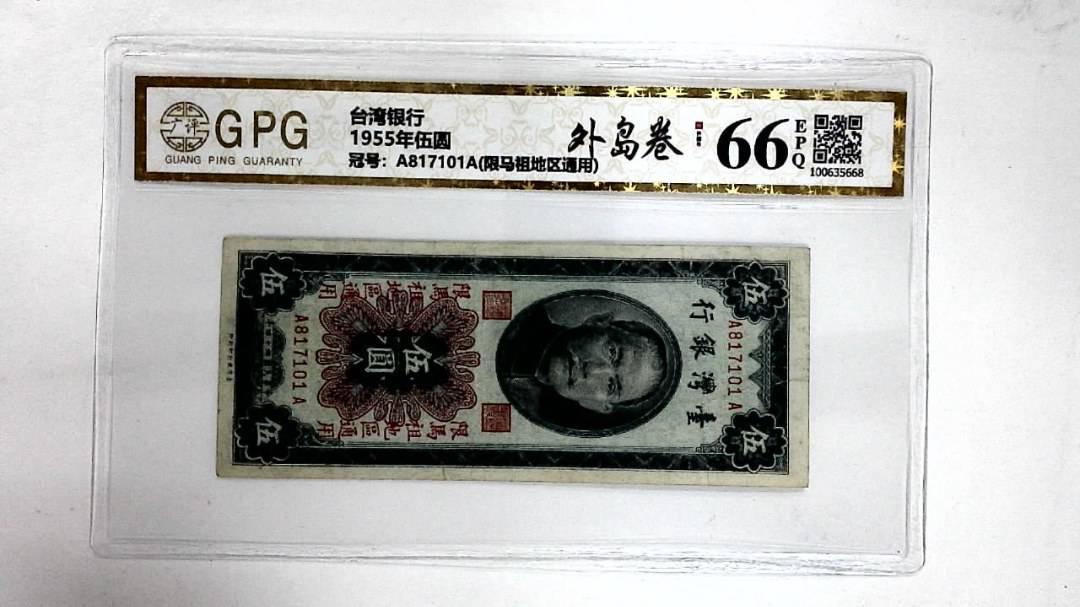 广评
GPG
GUANG PING GUARANTY
台湾银行
1955年伍圆
冠号：A817101A(限马祖地区通用)
外岛卷
66
EPQ
100635668
臺灣銀行
A817101A
伍
伍
伍圓
限馬祖地區通用
限馬祖地區通用
A817101A
伍
伍